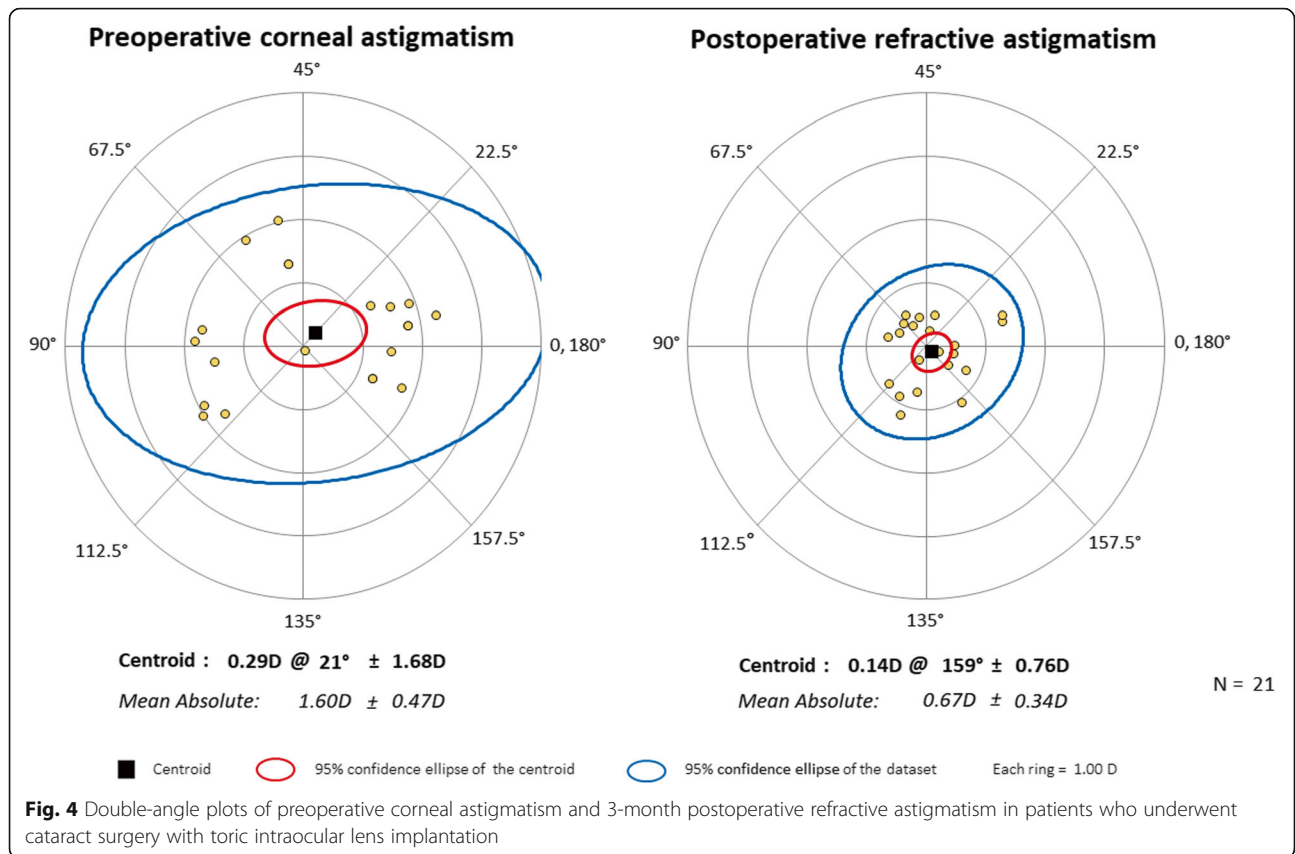 Preoperative corneal astigmatism
45°
67.5°
22.5°
90°
0, 180°
112.5°
157.5°
135°
Centroid : 0.29D @ 21° ± 1.68D
Mean Absolute: 1.60D ± 0.47D
Postoperative refractive astigmatism
45°
67.5°
22.5°
90°
0, 180°
112.5°
157.5°
135°
Centroid : 0.14D @ 159° ± 0.76D
Mean Absolute: 0.67D ± 0.34D
N = 21
Centroid
95% confidence ellipse of the centroid
95% confidence ellipse of the dataset
Each ring = 1.00 D
Fig. 4 Double-angle plots of preoperative corneal astigmatism and 3-month postoperative refractive astigmatism in patients who underwent
cataract surgery with toric intraocular lens implantation